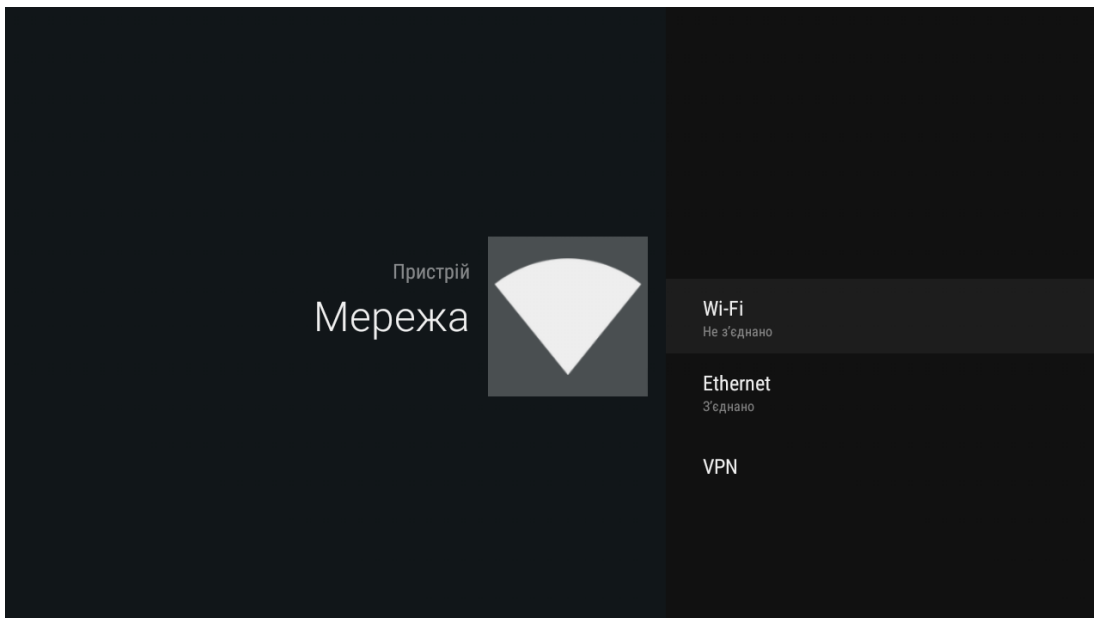 Пристрій
Мережа
Wi-Fi
Не з'єднано
Ethernet
З'єднано
VPN